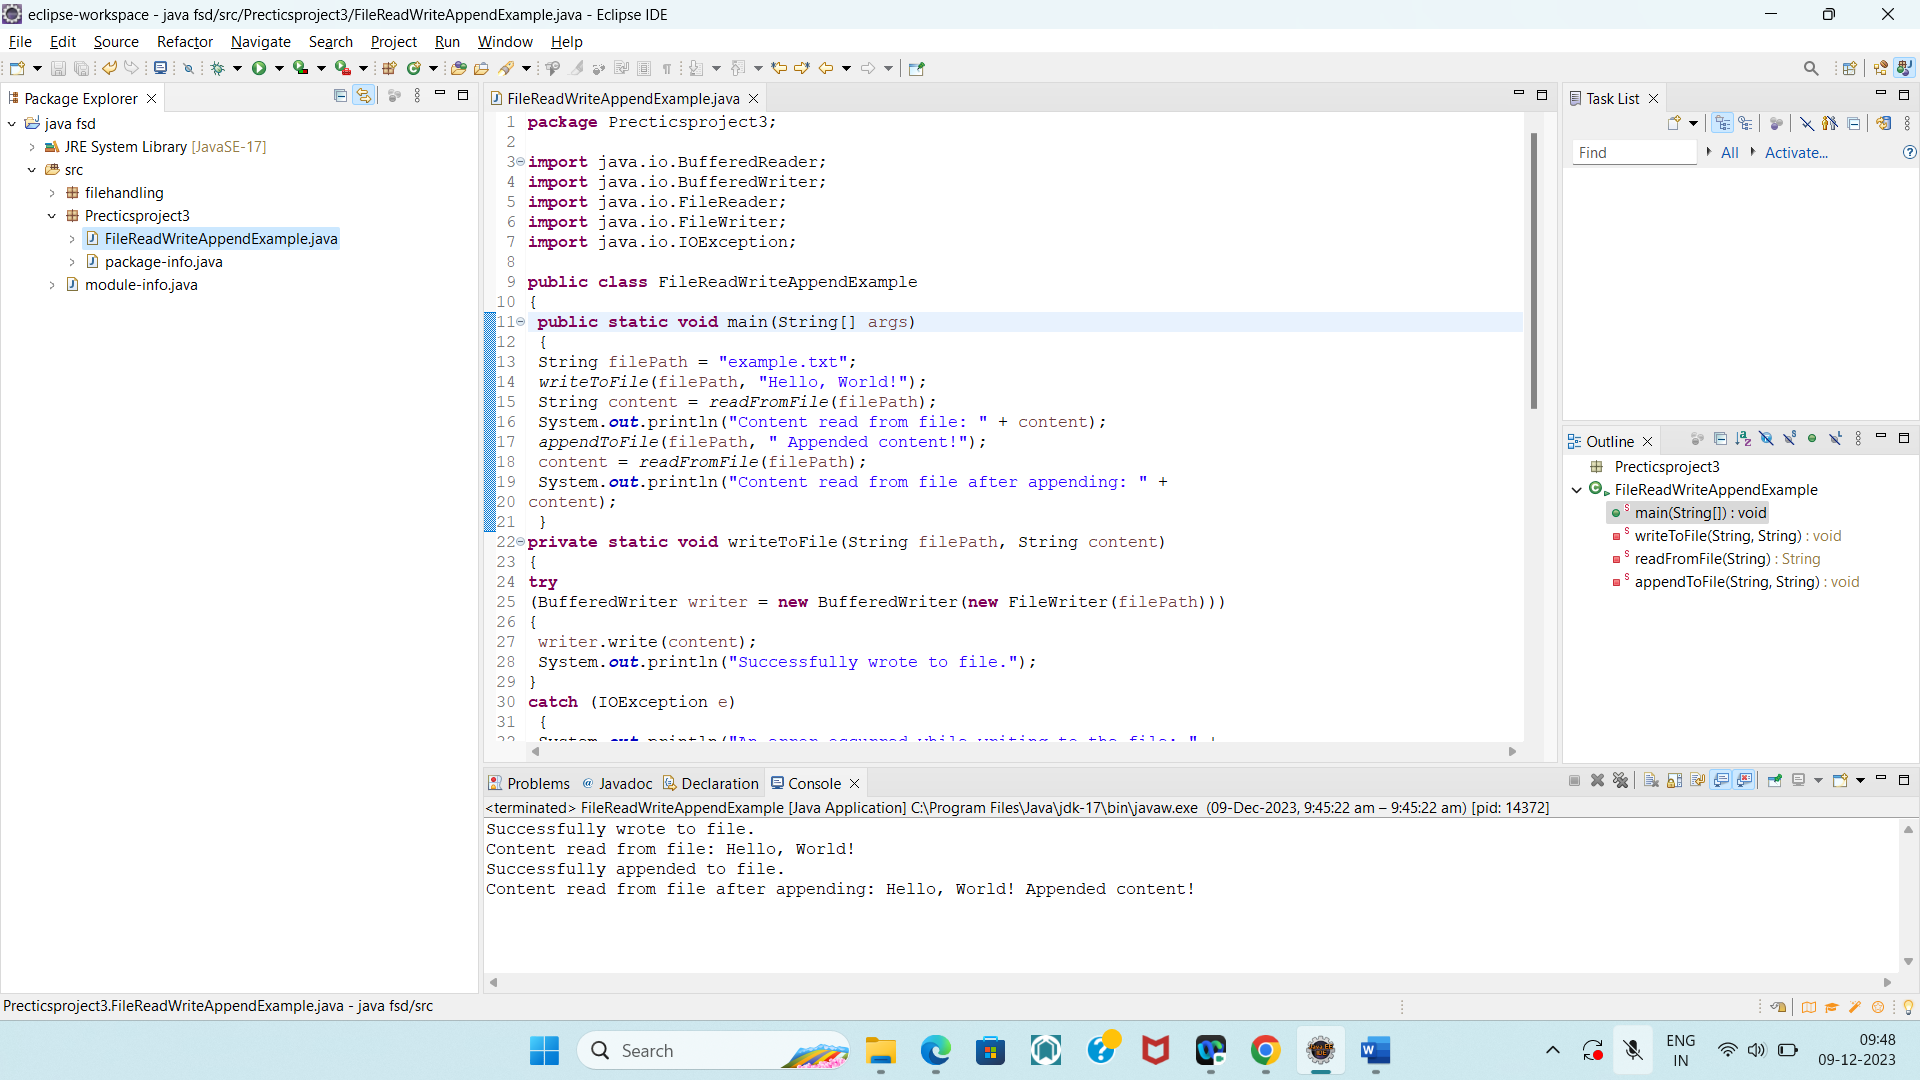 eclipse-workspace - java fsd/src/Precticsproject3/FileReadWriteAppendExample.java - Eclipse IDE
File Edit Source Refactor Navigate Search Project Run Window Help
Package Explorer
java fsd
JRE System Library [JavaSE-17]
src
filehandling
Precticsproject3
FileReadWriteAppendExample.java
package-info.java
module-info.java
FileReadWriteAppendExample.java
1 package Precticsproject3;
2
3 import java.io.BufferedReader;
4 import java.io.BufferedWriter;
5 import java.io.FileReader;
6 import java.io.FileWriter;
7 import java.io.IOException;
8
9 public class FileReadWriteAppendExample
10 {
11 public static void main(String[] args)
12 {
13 String filePath = "example.txt";
14 writeToFile(filePath, "Hello, World!");
15 String content = readFromFile(filePath);
16 System.out.println("Content read from file: " + content);
17 appendToFile(filePath, " Appended content!");
18 content = readFromFile(filePath);
19 System.out.println("Content read from file after appending: " +
20 content);
21 }
22 private static void writeToFile(String filePath, String content)
23 {
24 try
25 (BufferedWriter writer = new BufferedWriter(new FileWriter(filePath)))
26 {
27 writer.write(content);
28 System.out.println("Successfully wrote to file.");
29 }
30 catch (IOException e)
31 {
32 System.out.println("An error occurred while writing to the file: " +
Task List
Find All Activate...
Outline
Precticsproject3
FileReadWriteAppendExample
main(String[]) : void
writeToFile(String, String) : void
readFromFile(String) : String
appendToFile(String, String) : void
Problems Javadoc Declaration Console
<terminated> FileReadWriteAppendExample [Java Application] C:\Program Files\Java\jdk-17\bin\javaw.exe (09-Dec-2023, 9:45:22 am – 9:45:22 am) [pid: 14372]
Successfully wrote to file.
Content read from file: Hello, World!
Successfully appended to file.
Content read from file after appending: Hello, World! Appended content!
Precticsproject3.FileReadWriteAppendExample.java - java fsd/src
Search
ENG
IN
09:48
09-12-2023